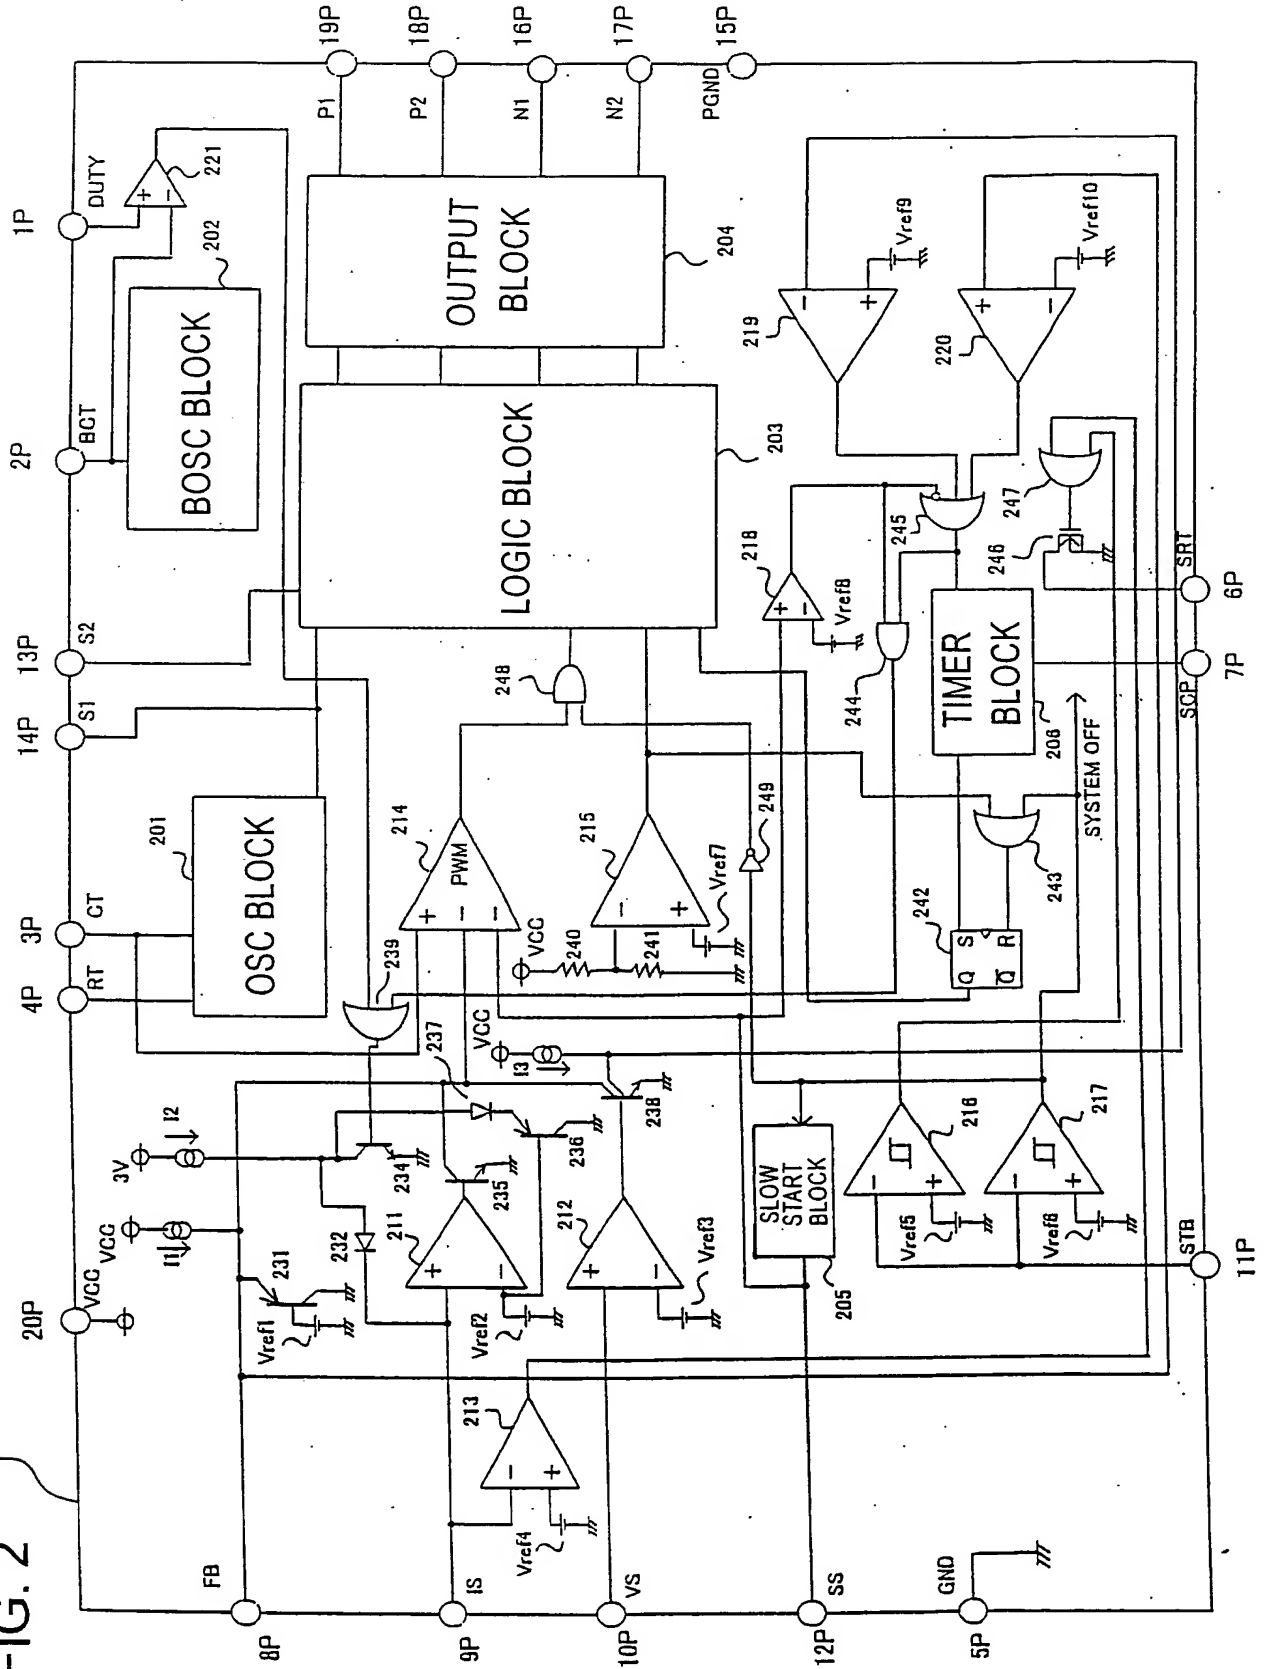 FIG. 2
19P
18P
16P
17P
15P
P1
P2
N1
N2
PGND
1P
DUTY
221
2P
BCT
202
BOSC BLOCK
13P
S2
14P
S1
3P
CT
4P
RT
20P
VCC
OUTPUT
BLOCK
204
LOGIC BLOCK
203
201
OSC BLOCK
239
248
214
PWM
+
−
−
215
−
+
Vref7
VCC
240
241
249
218
+
−
Vref8
219
−
+
Vref9
220
+
−
Vref10
245
244
247
246
TIMER
BLOCK
206
SYSTEM OFF
243
242
S
R
Q
Q
SRT
6P
SCP
7P
3V
I2
VCC
I1
231
Vref1
232
234
237
235
236
VCC
I3
238
211
+
−
Vref2
212
+
−
Vref3
213
−
+
Vref4
SLOW
START
BLOCK
205
216
−
+
Vref5
217
−
+
Vref6
STB
11P
FB
8P
IS
9P
VS
10P
SS
12P
GND
5P